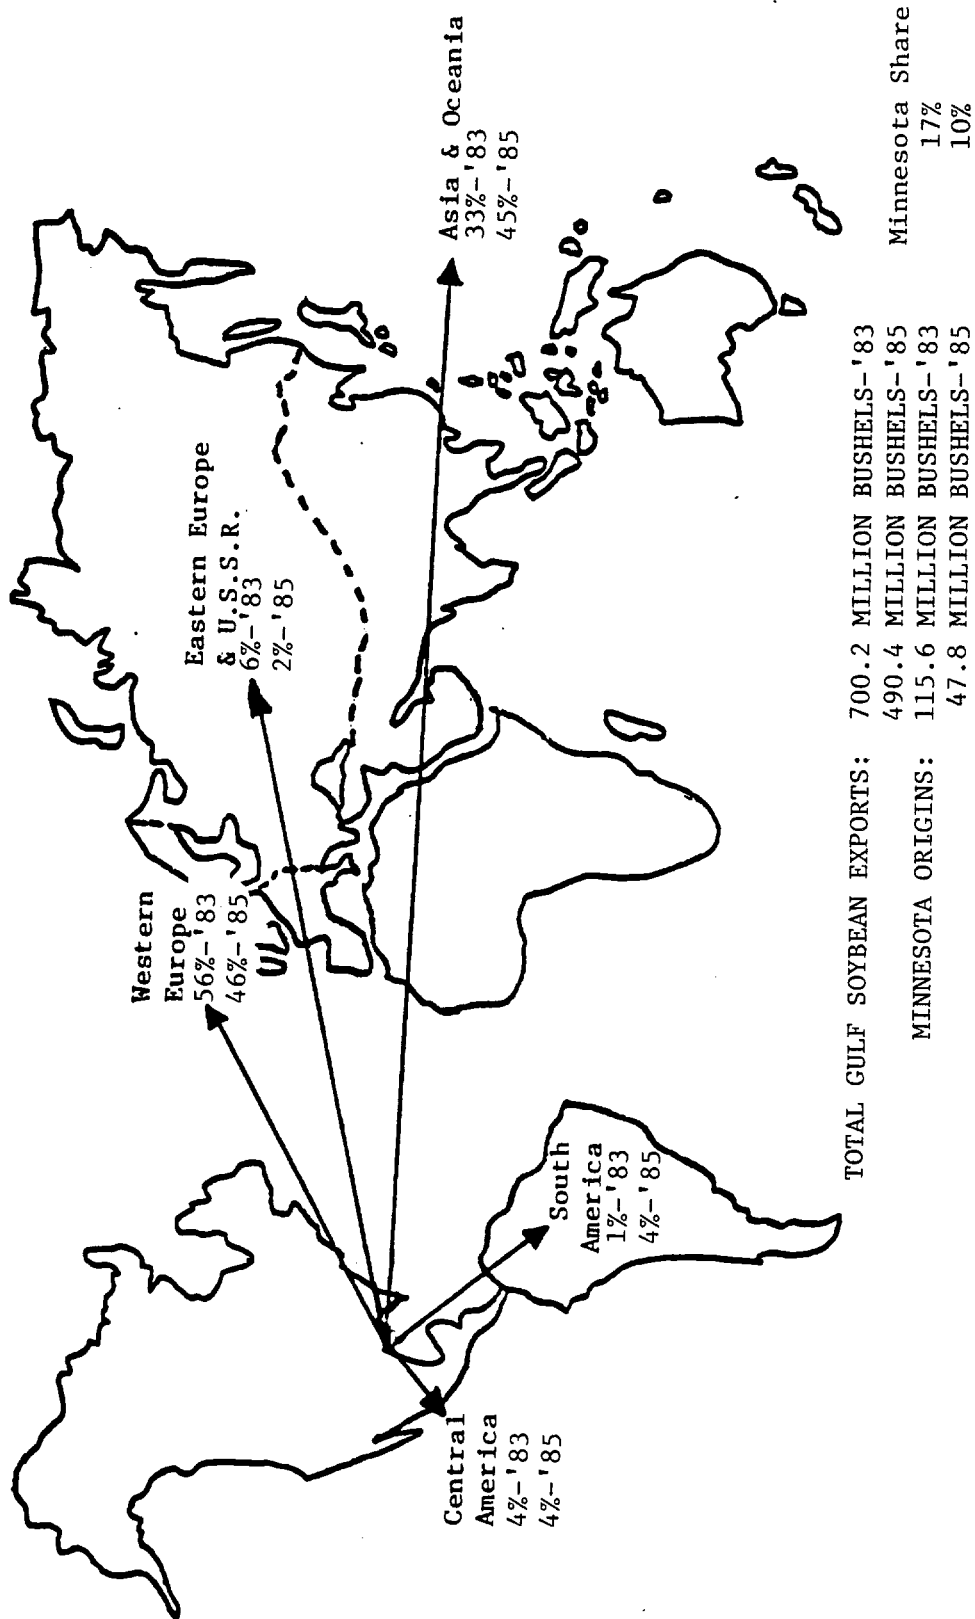 Western
Europe
56%-'83
46%-'85
Eastern Europe
& U.S.S.R.
6%-'83
2%-'85
Asia & Oceania
33%-'83
45%-'85
Central
America
4%-'83
4%-'85
South
America
1%-'83
4%-'85
TOTAL GULF SOYBEAN EXPORTS: 700.2 MILLION BUSHELS-'83
490.4 MILLION BUSHELS-'85 Minnesota Share
MINNESOTA ORIGINS: 115.6 MILLION BUSHELS-'83 17%
47.8 MILLION BUSHELS-'85 10%